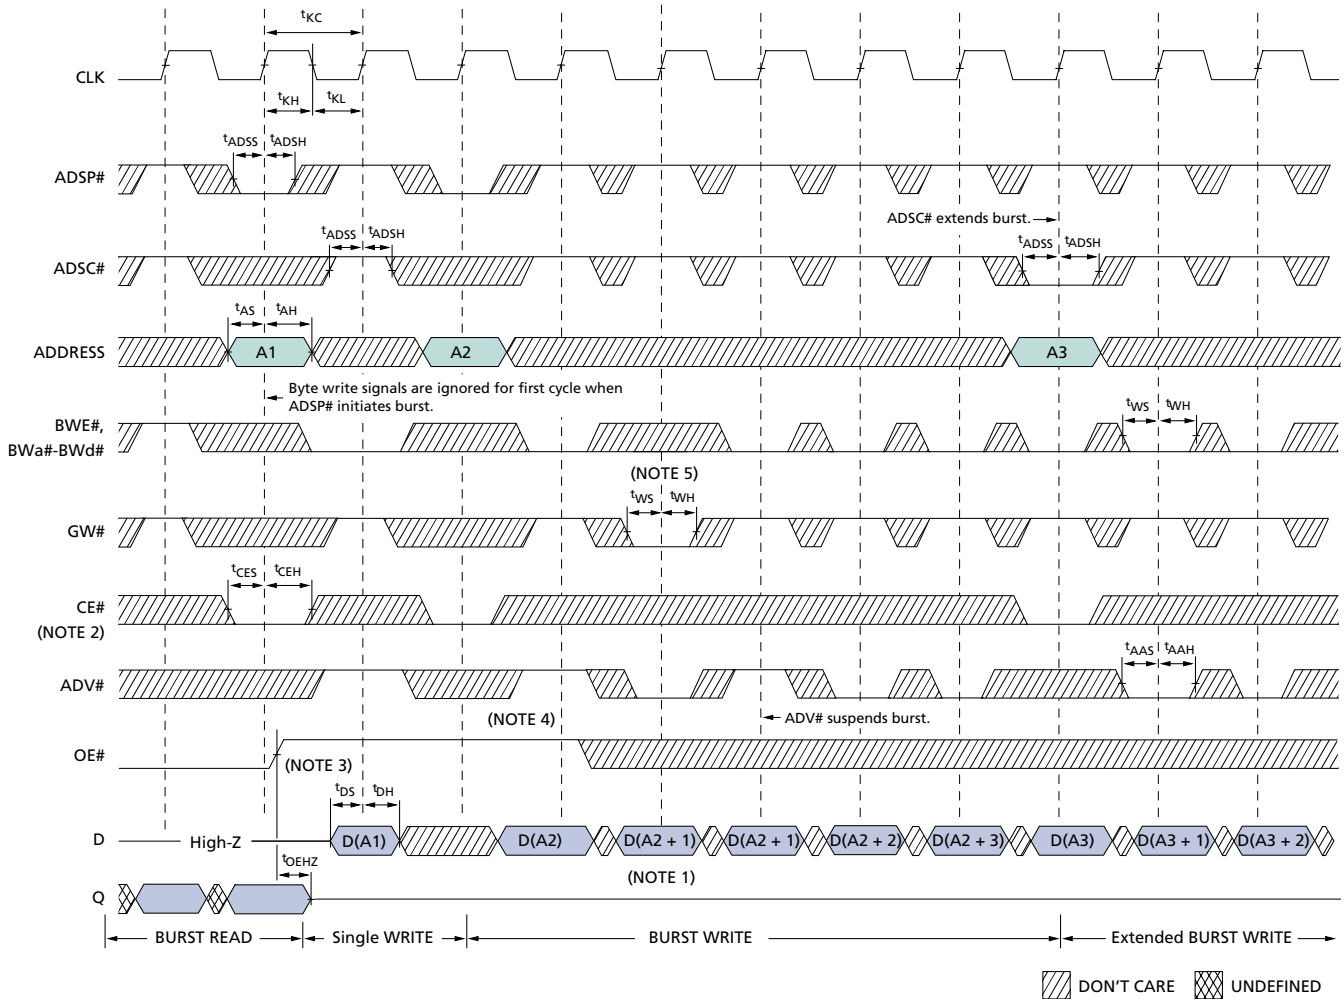 tKC
CLK
tKH
tKL
tADSS
tADSH
ADSP#
ADSC# extends burst.
tADSS
tADSH
tADSS
tADSH
ADSC#
tAS
tAH
ADDRESS
A1
A2
A3
Byte write signals are ignored for first cycle when
ADSP# initiates burst.
BWE#,
BWa#-BWd#
tWS
tWH
(NOTE 5)
tWS
tWH
GW#
tCES
tCEH
CE#
(NOTE 2)
tAAS
tAAH
ADV#
(NOTE 4)
ADV# suspends burst.
OE#
(NOTE 3)
tDS
tDH
D
High-Z
D(A1)
D(A2)
D(A2 + 1)
D(A2 + 1)
D(A2 + 2)
D(A2 + 3)
D(A3)
D(A3 + 1)
D(A3 + 2)
tOEHZ
(NOTE 1)
Q
BURST READ
Single WRITE
BURST WRITE
Extended BURST WRITE
DON'T CARE
UNDEFINED